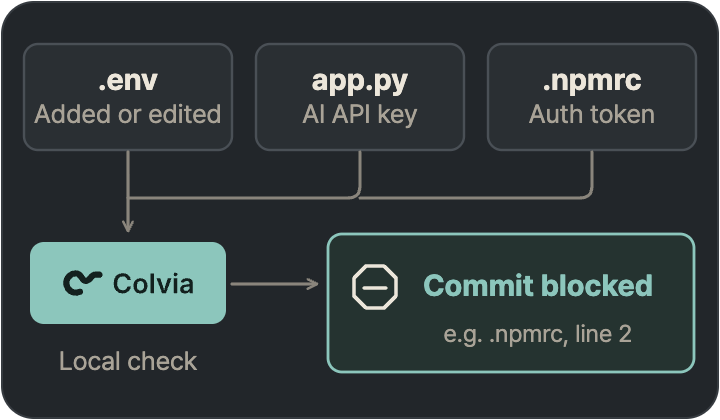 .env
Added or edited
app.py
AI API key
.npmrc
Auth token
Colvia
Local check
Commit blocked
e.g. .npmrc, line 2